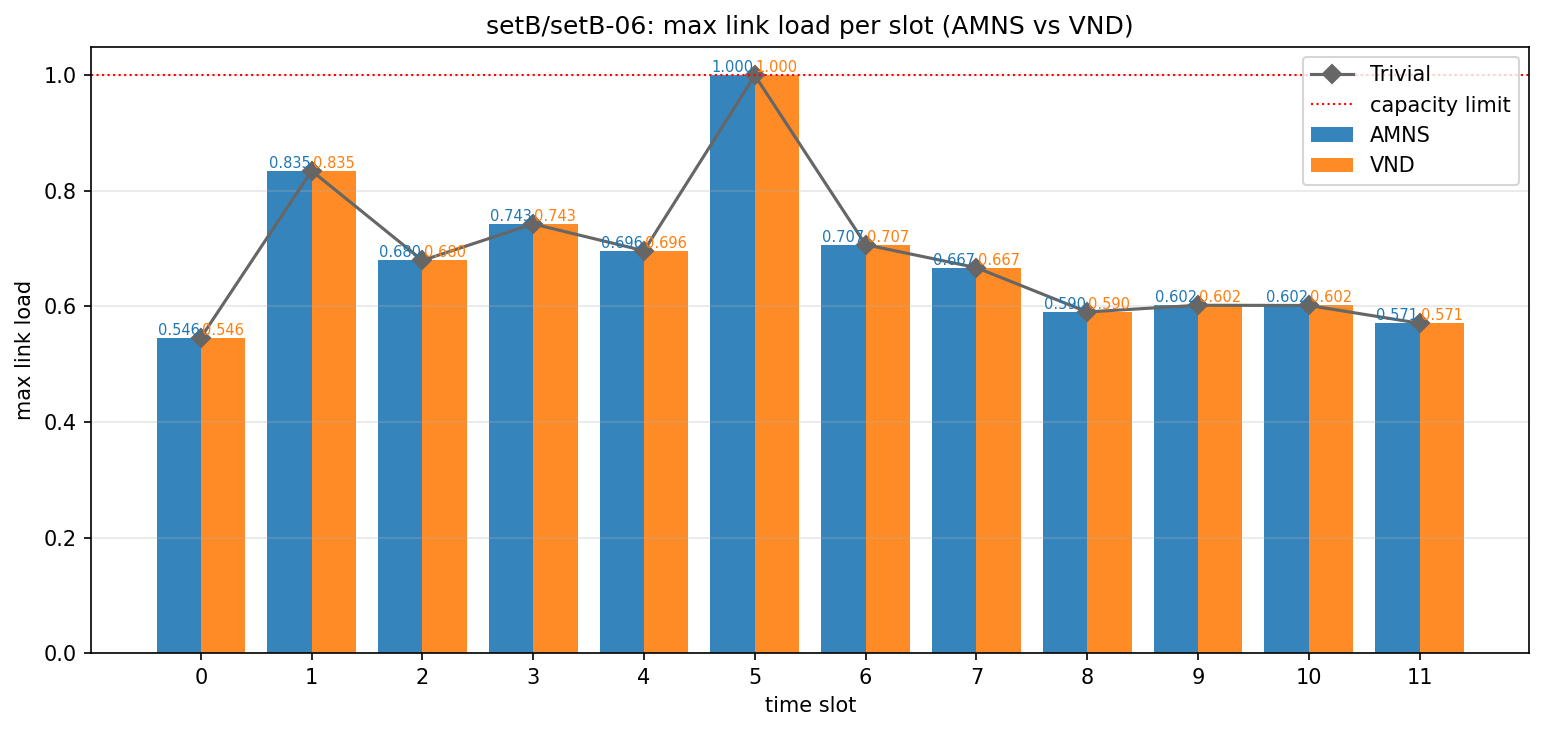 setB/setB-06: max link load per slot (AMNS vs VND)
max link load
1.0
0.8
0.6
0.4
0.2
0.0
Trivial
capacity limit
AMNS
VND
0.546 0.546
0.835 0.835
0.680 0.680
0.743 0.743
0.696 0.696
1.000 1.000
0.707 0.707
0.667 0.667
0.590 0.590
0.602 0.602
0.602 0.602
0.571 0.571
0 1 2 3 4 5 6 7 8 9 10 11
time slot